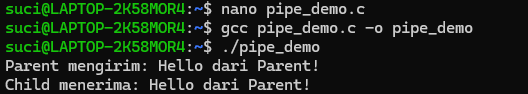 suci@LAPTOP-2K58MOR4:~$ nano pipe_demo.c
suci@LAPTOP-2K58MOR4:~$ gcc pipe_demo.c -o pipe_demo
suci@LAPTOP-2K58MOR4:~$ ./pipe_demo
Parent mengirim: Hello dari Parent!
Child menerima: Hello dari Parent!